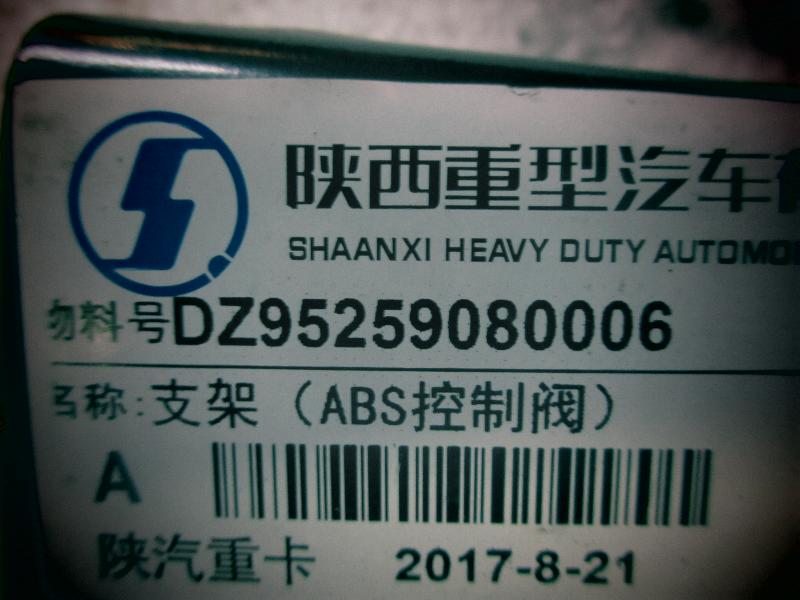 陕西重型汽车
SHAANXI HEAVY DUTY
物料号DZ95259080006
名称:支架（ABS控制阀）
A
陕汽重卡 2017-8-21